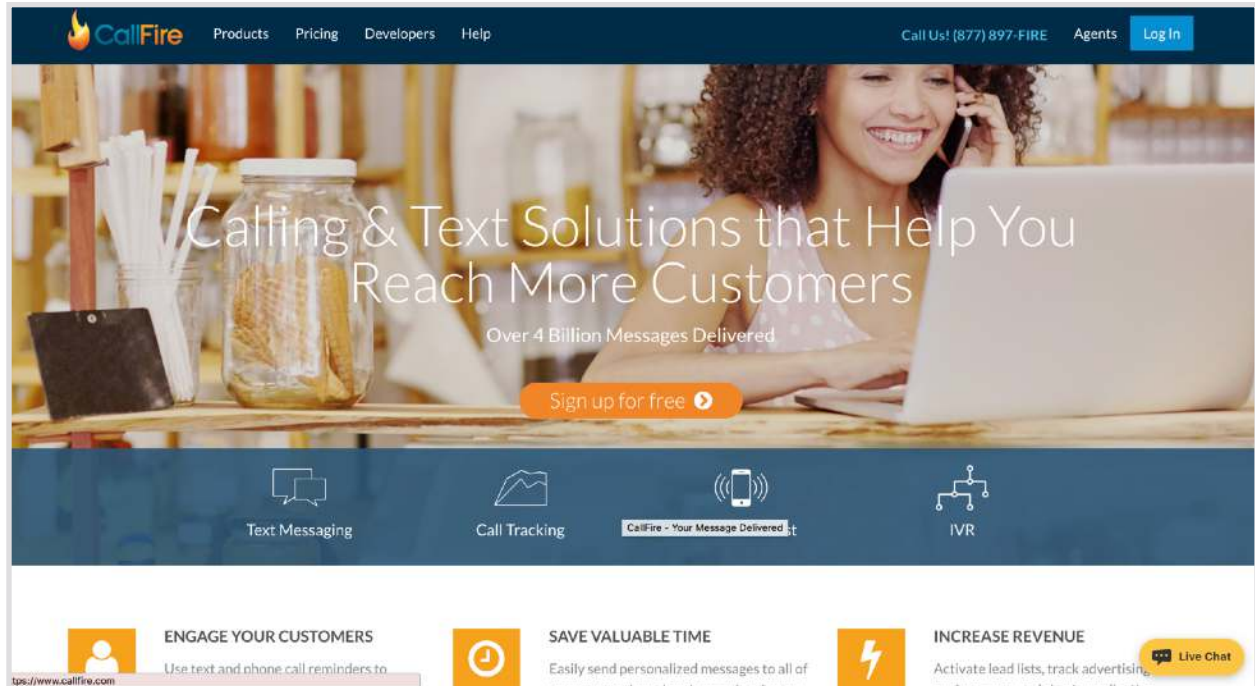 CallFire Products Pricing Developers Help Call Us! (877) 897-FIRE Agents Log In
Calling & Text Solutions that Help You
Reach More Customers
Over 4 Billion Messages Delivered
Sign up for free
Text Messaging Call Tracking CallFire - Your Message Delivered IVR
ENGAGE YOUR CUSTOMERS SAVE VALUABLE TIME INCREASE REVENUE
Use text and phone call reminders to Easily send personalized messages to all of Activate lead lists, track advertising
Live Chat
tps://www.callfire.com